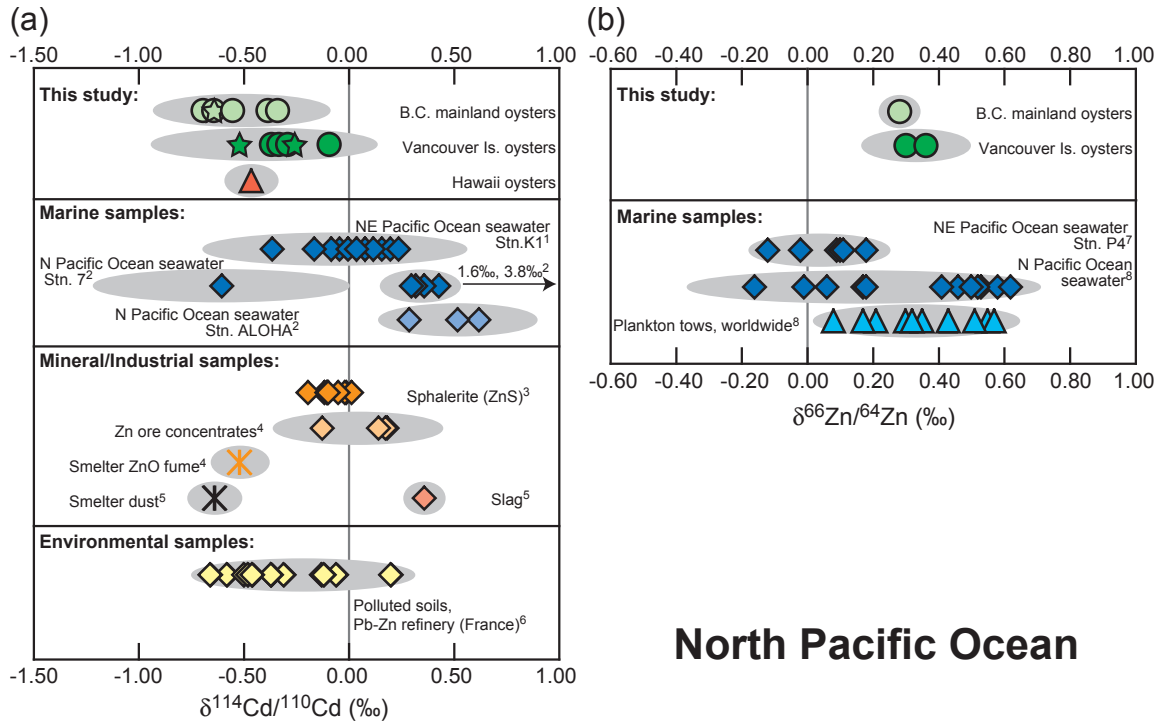 (a)
-1.50 -1.00 -0.50 0.00 0.50 1.00
This study:
B.C. mainland oysters
Vancouver Is. oysters
Hawaii oysters
Marine samples:
NE Pacific Ocean seawater
Stn.K1¹
N Pacific Ocean seawater
Stn. 7²
1.6‰, 3.8‰²
N Pacific Ocean seawater
Stn. ALOHA²
Mineral/Industrial samples:
Sphalerite (ZnS)³
Zn ore concentrates⁴
Smelter ZnO fume⁴
Smelter dust⁵
Slag⁵
Environmental samples:
Polluted soils,
Pb-Zn refinery (France)⁶
-1.50 -1.00 -0.50 0.00 0.50 1.00
δ¹¹⁴Cd/¹¹⁰Cd (‰)
(b)
-0.60 -0.40 -0.20 0.00 0.20 0.40 0.60 0.80 1.00
This study:
B.C. mainland oysters
Vancouver Is. oysters
Marine samples:
NE Pacific Ocean seawater
Stn. P4⁷
N Pacific Ocean
seawater⁸
Plankton tows, worldwide⁸
-0.60 -0.40 -0.20 0.00 0.20 0.40 0.60 0.80 1.00
δ⁶⁶Zn/⁶⁴Zn (‰)
North Pacific Ocean